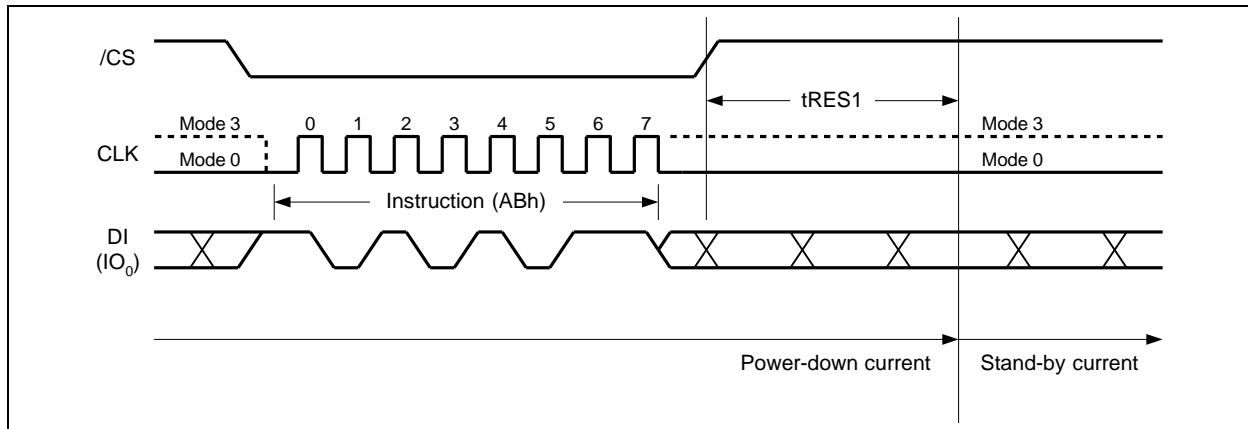 /CS
tRES1
Mode 3
0 1 2 3 4 5 6 7
Mode 3
CLK
Mode 0
Mode 0
Instruction (ABh)
DI
(IO₀)
Power-down current
Stand-by current